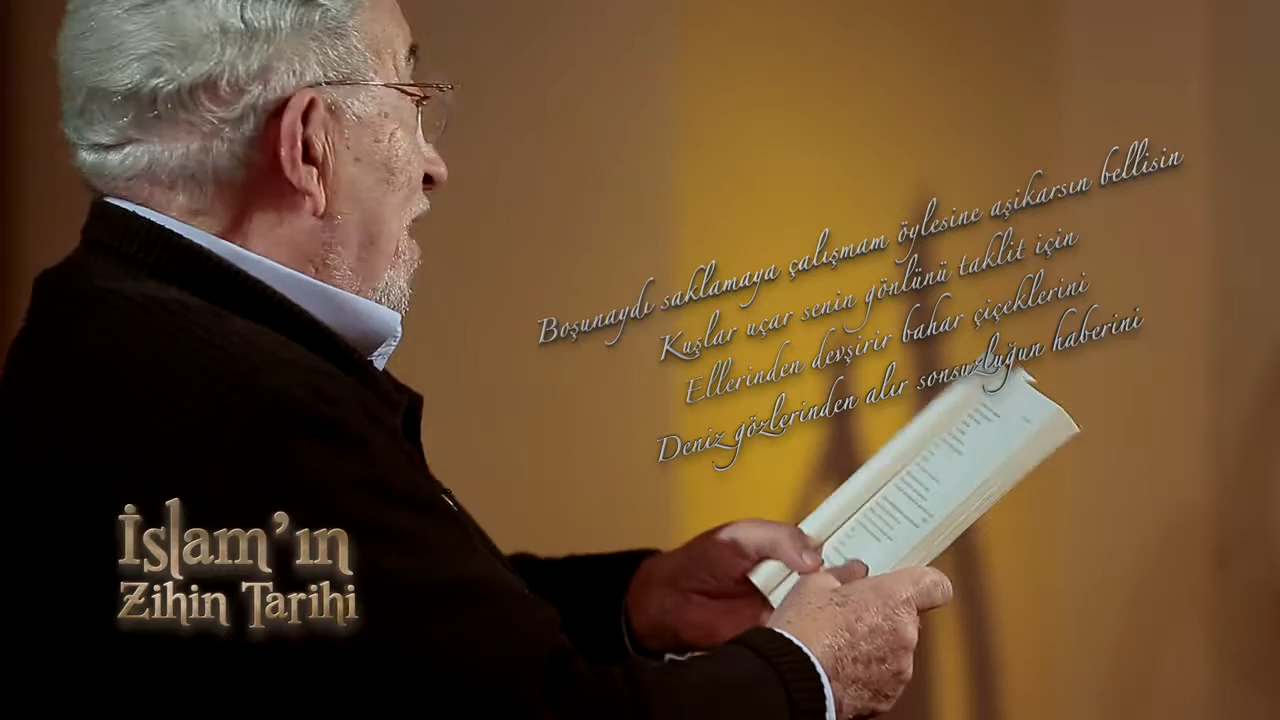 Boşunaydı saklamaya çalışmam öylesine aşikarsın bellisin
Kuşlar uçar senin gönlünü taklit için
Ellerinden devşirir bahar çiçeklerini
Deniz gözlerinden alır sonsuzluğun haberini
İslam'ın
Zihin Tarihi